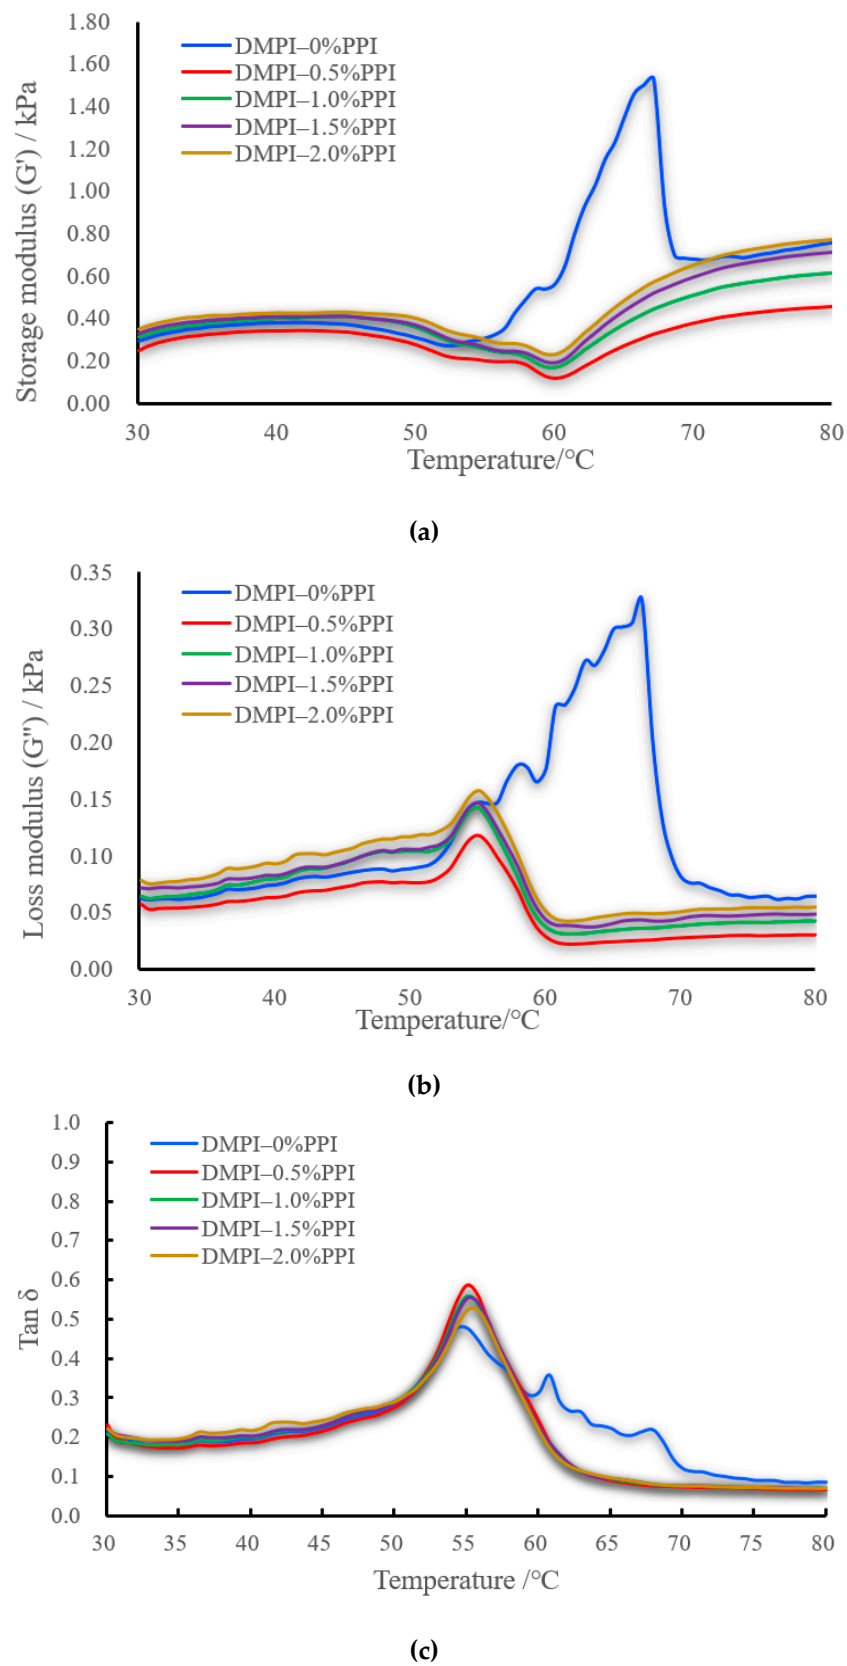 1.80
1.60
1.40
1.20
1.00
0.80
0.60
0.40
0.20
0.00
Storage modulus (G') / kPa
DMPI–0%PPI
DMPI–0.5%PPI
DMPI–1.0%PPI
DMPI–1.5%PPI
DMPI–2.0%PPI
30 40 50 60 70 80
Temperature/°C
(a)
0.35
0.30
0.25
0.20
0.15
0.10
0.05
0.00
Loss modulus (G") / kPa
DMPI–0%PPI
DMPI–0.5%PPI
DMPI–1.0%PPI
DMPI–1.5%PPI
DMPI–2.0%PPI
30 40 50 60 70 80
Temperature/°C
(b)
1.0
0.9
0.8
0.7
0.6
0.5
0.4
0.3
0.2
0.1
0.0
Tan δ
DMPI–0%PPI
DMPI–0.5%PPI
DMPI–1.0%PPI
DMPI–1.5%PPI
DMPI–2.0%PPI
30 35 40 45 50 55 60 65 70 75 80
Temperature /°C
(c)